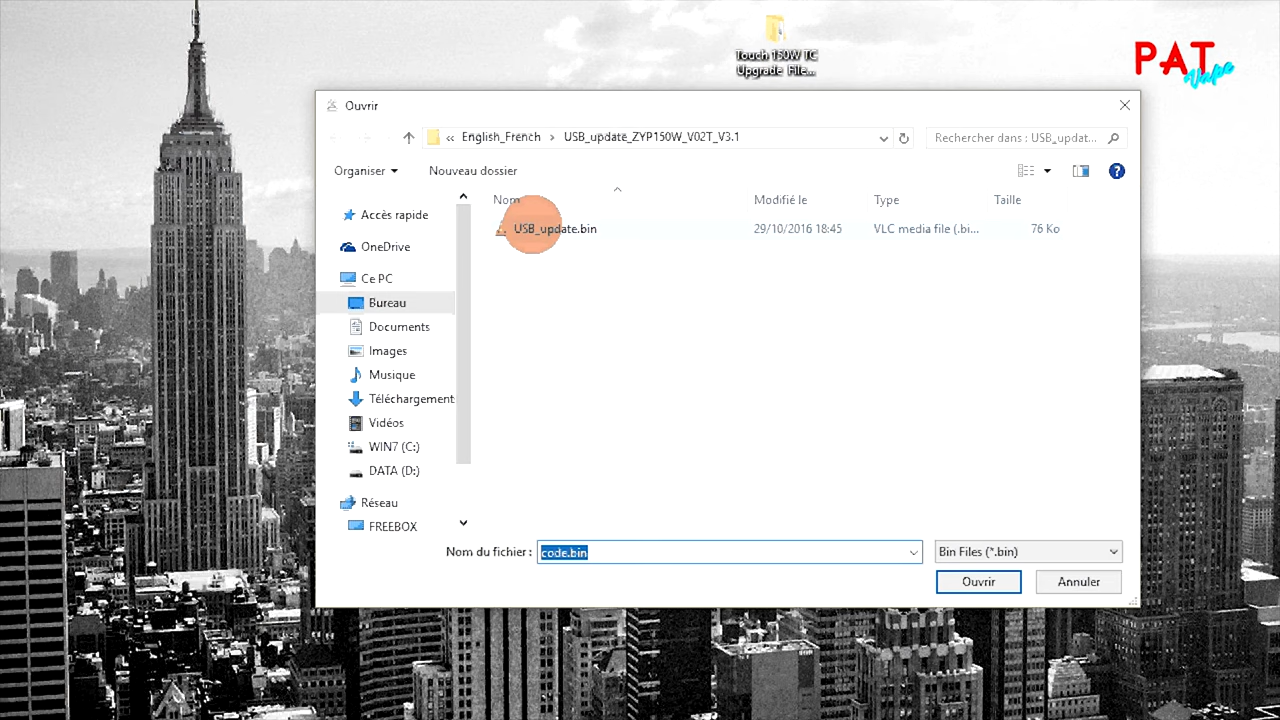 Touch 150W TC
Upgrade File...
PAT
Vape
Ouvrir
« English_French › USB_update_ZYP150W_V02T_V3.1
Rechercher dans : USB_updat...
Organiser
Nouveau dossier
Nom
Modifié le
Type
Taille
USB_update.bin
29/10/2016 18:45
VLC media file (.bi...
76 Ko
Accès rapide
OneDrive
Ce PC
Bureau
Documents
Images
Musique
Téléchargement
Vidéos
WIN7 (C:)
DATA (D:)
Réseau
FREEBOX
Nom du fichier :
code.bin
Bin Files (*.bin)
Ouvrir
Annuler